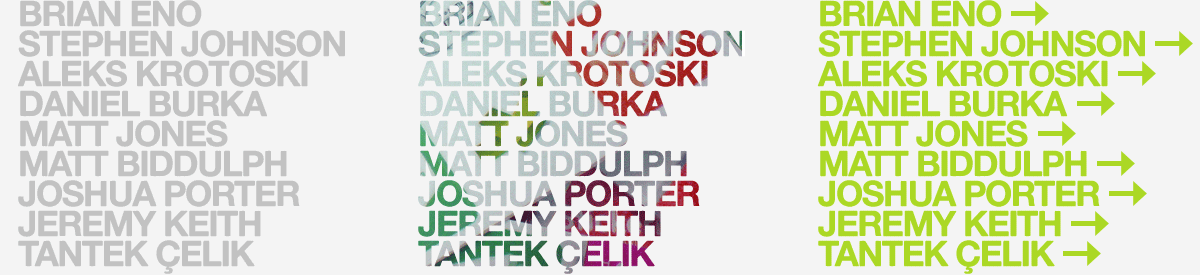 BRIAN ENO
STEPHEN JOHNSON
ALEKS KROTOSKI
DANIEL BURKA
MATT JONES
MATT BIDDULPH
JOSHUA PORTER
JEREMY KEITH
TANTEK ÇELIK
BRIAN ENO
STEPHEN JOHNSON
ALEKS KROTOSKI
DANIEL BURKA
MATT JONES
MATT BIDDULPH
JOSHUA PORTER
JEREMY KEITH
TANTEK ÇELIK
BRIAN ENO →
STEPHEN JOHNSON →
ALEKS KROTOSKI →
DANIEL BURKA →
MATT JONES →
MATT BIDDULPH →
JOSHUA PORTER →
JEREMY KEITH →
TANTEK ÇELIK →